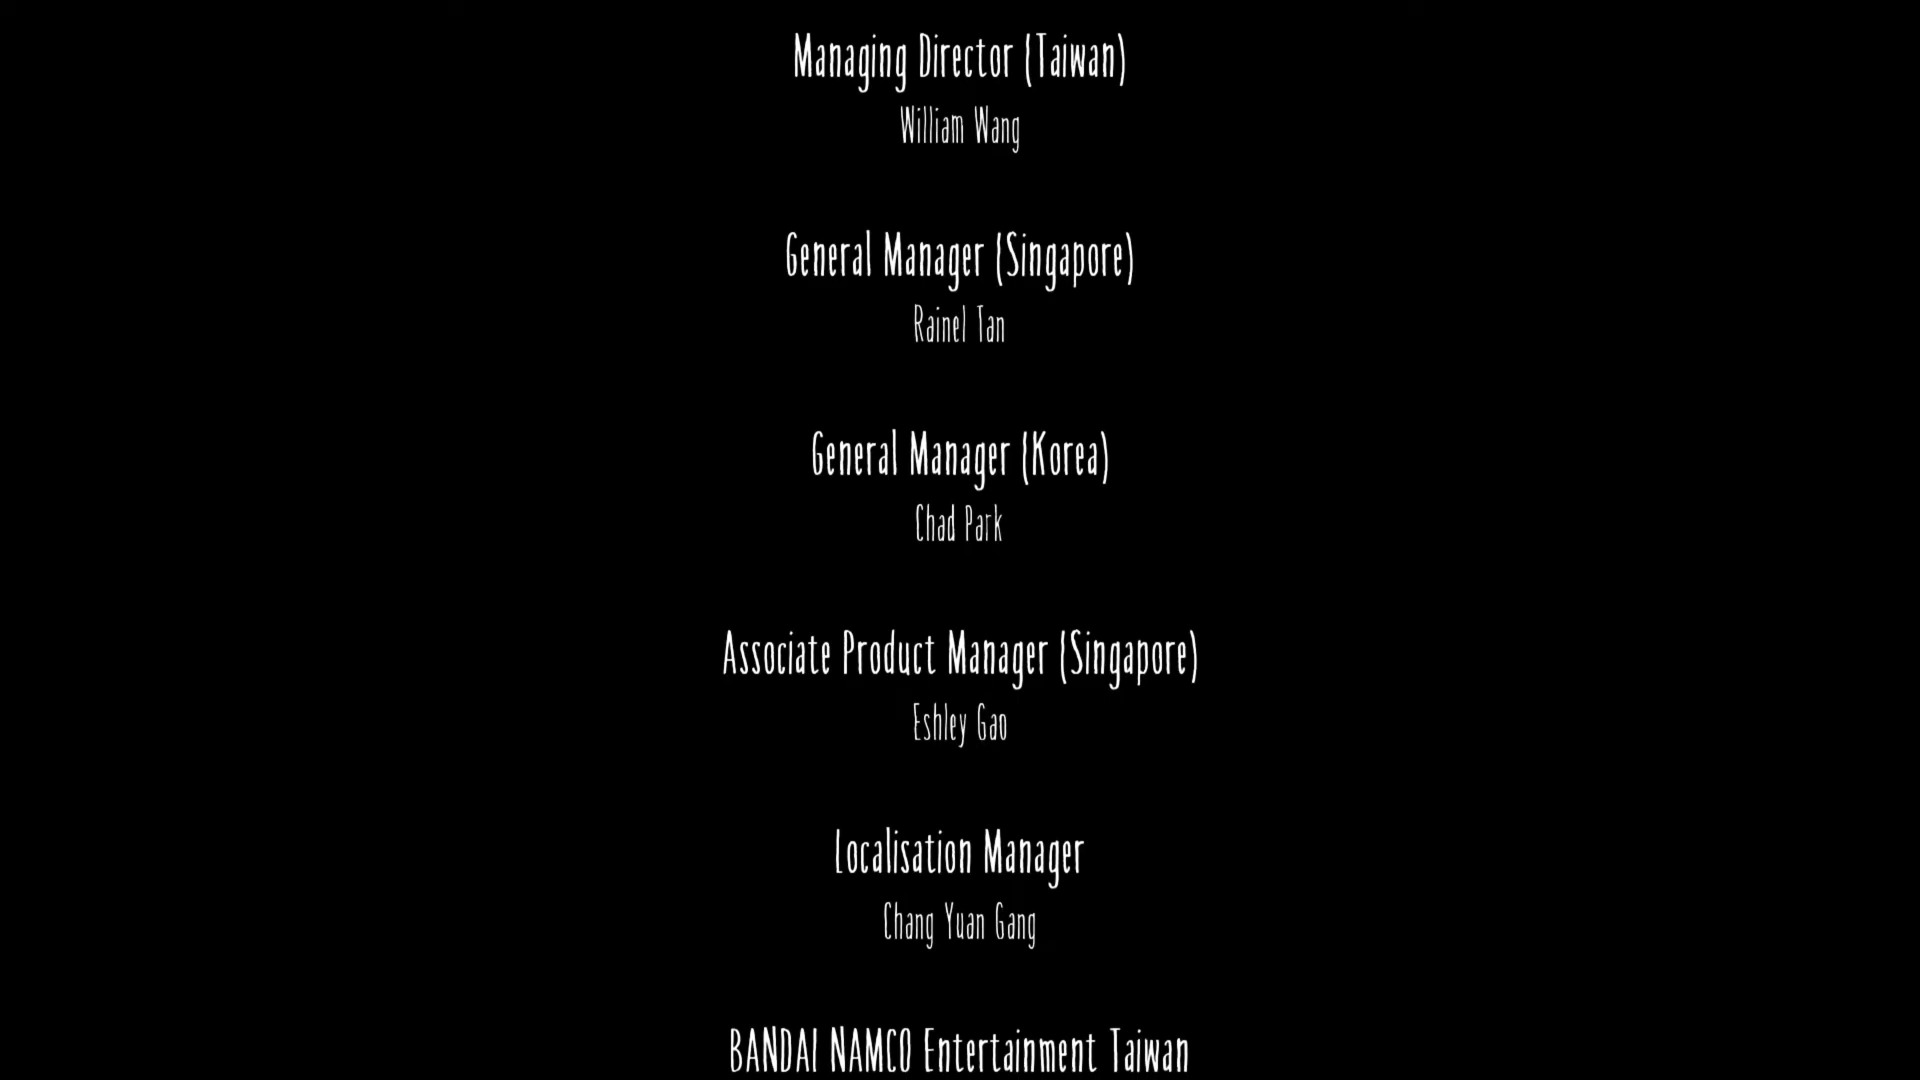 Managing Director (Taiwan)
William Wang
General Manager (Singapore)
Rainel Tan
General Manager (Korea)
Chad Park
Associate Product Manager (Singapore)
Eshley Gao
Localisation Manager
Chang Yuan Gang
BANDAI NAMCO Entertainment Taiwan